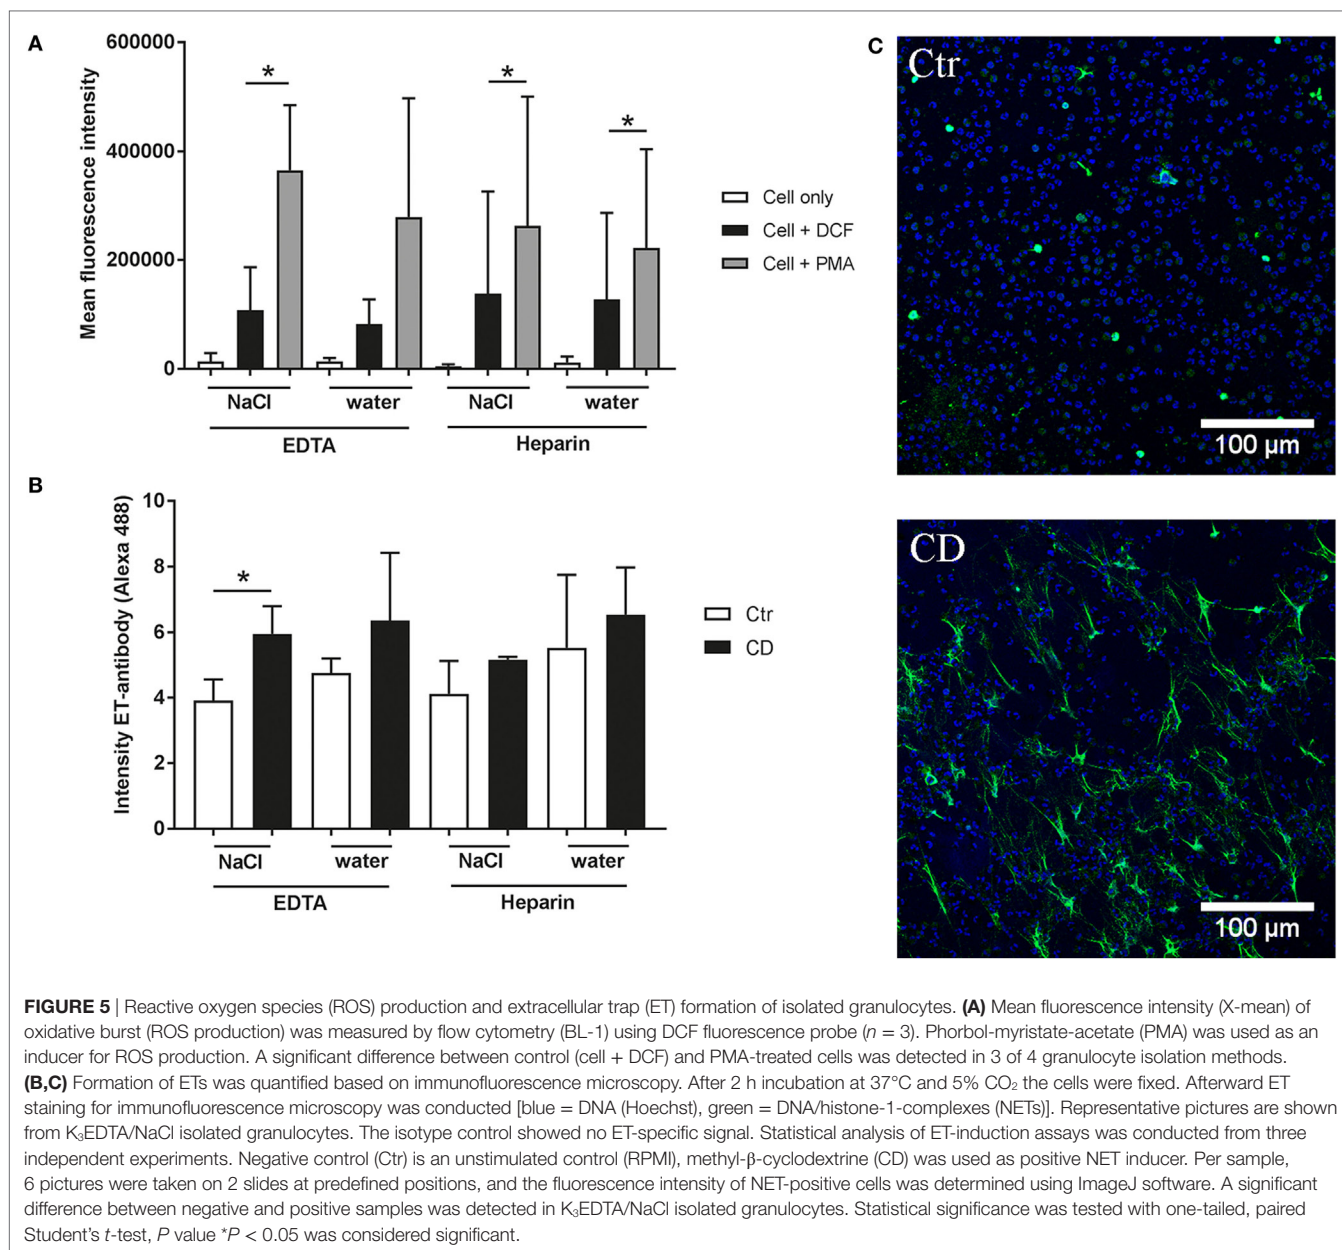 A
600000
400000
200000
0
Mean fluorescence intensity
*
*
*
Cell only
Cell + DCF
Cell + PMA
NaCl
water
NaCl
water
EDTA
Heparin
B
10
8
6
4
2
0
Intensity ET-antibody (Alexa 488)
*
Ctr
CD
NaCl
water
NaCl
water
EDTA
Heparin
C
Ctr
100 µm
CD
100 µm
FIGURE 5 | Reactive oxygen species (ROS) production and extracellular trap (ET) formation of isolated granulocytes. (A) Mean fluorescence intensity (X-mean) of
oxidative burst (ROS production) was measured by flow cytometry (BL-1) using DCF fluorescence probe (n = 3). Phorbol-myristate-acetate (PMA) was used as an
inducer for ROS production. A significant difference between control (cell + DCF) and PMA-treated cells was detected in 3 of 4 granulocyte isolation methods.
(B,C) Formation of ETs was quantified based on immunofluorescence microscopy. After 2 h incubation at 37°C and 5% CO₂ the cells were fixed. Afterward ET
staining for immunofluorescence microscopy was conducted [blue = DNA (Hoechst), green = DNA/histone-1-complexes (NETs)]. Representative pictures are shown
from K₃EDTA/NaCl isolated granulocytes. The isotype control showed no ET-specific signal. Statistical analysis of ET-induction assays was conducted from three
independent experiments. Negative control (Ctr) is an unstimulated control (RPMI), methyl-β-cyclodextrine (CD) was used as positive NET inducer. Per sample,
6 pictures were taken on 2 slides at predefined positions, and the fluorescence intensity of NET-positive cells was determined using ImageJ software. A significant
difference between negative and positive samples was detected in K₃EDTA/NaCl isolated granulocytes. Statistical significance was tested with one-tailed, paired
Student's t-test, P value *P < 0.05 was considered significant.